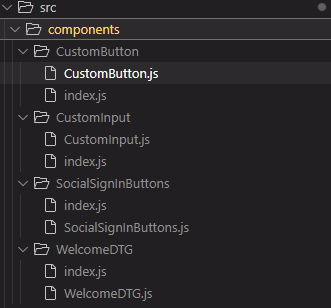 src
components
CustomButton
CustomButton.js
index.js
CustomInput
CustomInput.js
index.js
SocialSignInButtons
index.js
SocialSignInButtons.js
WelcomeDTG
index.js
WelcomeDTG.js